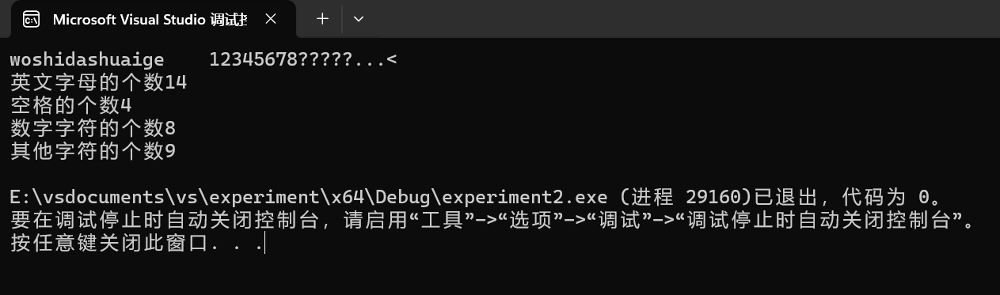 Microsoft Visual Studio 调试控
woshidashuaige    12345678?????...<
英文字母的个数14
空格的个数4
数字字符的个数8
其他字符的个数9
E:\vsdocuments\vs\experiment\x64\Debug\experiment2.exe (进程 29160)已退出，代码为 0。
要在调试停止时自动关闭控制台，请启用“工具”->“选项”->“调试”->“调试停止时自动关闭控制台”。
按任意键关闭此窗口. . .